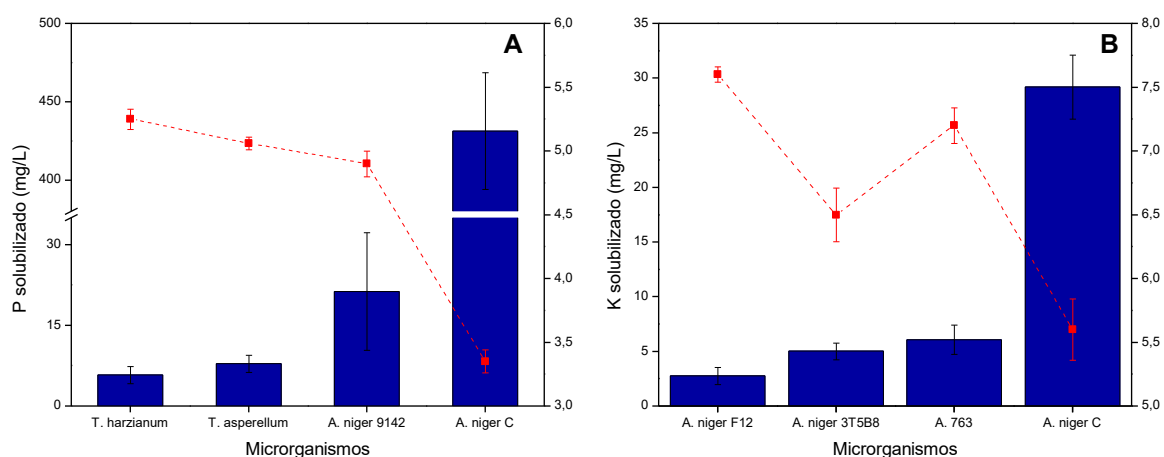 A
P solubilizado (mg/L)
500
450
400
30
15
0
6,0
5,5
5,0
4,5
4,0
3,5
3,0
T. harzianum
T. asperellum
A. niger 9142
A. niger C
Microrganismos
B
K solubilizado (mg/L)
35
30
25
20
15
10
5
0
8,0
7,5
7,0
6,5
6,0
5,5
5,0
A. niger F12
A. niger 3T5B8
A. 763
A. niger C
Microrganismos